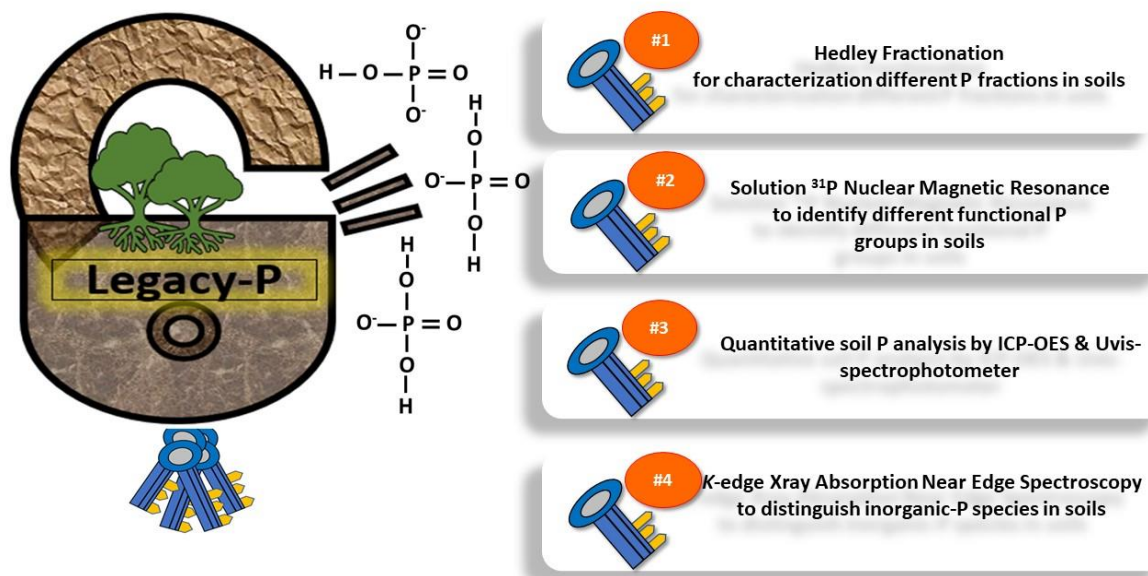 O-
H – O – P = O
O-
H
O
O- – P = O
O
H
H
O
O- – P = O
O
H
Legacy-P
#1
Hedley Fractionation
for characterization different P fractions in soils
#2
Solution ³¹P Nuclear Magnetic Resonance
to identify different functional P
groups in soils
#3
Quantitative soil P analysis by ICP-OES & Uvis-
spectrophotometer
#4
K-edge Xray Absorption Near Edge Spectroscopy
to distinguish inorganic-P species in soils